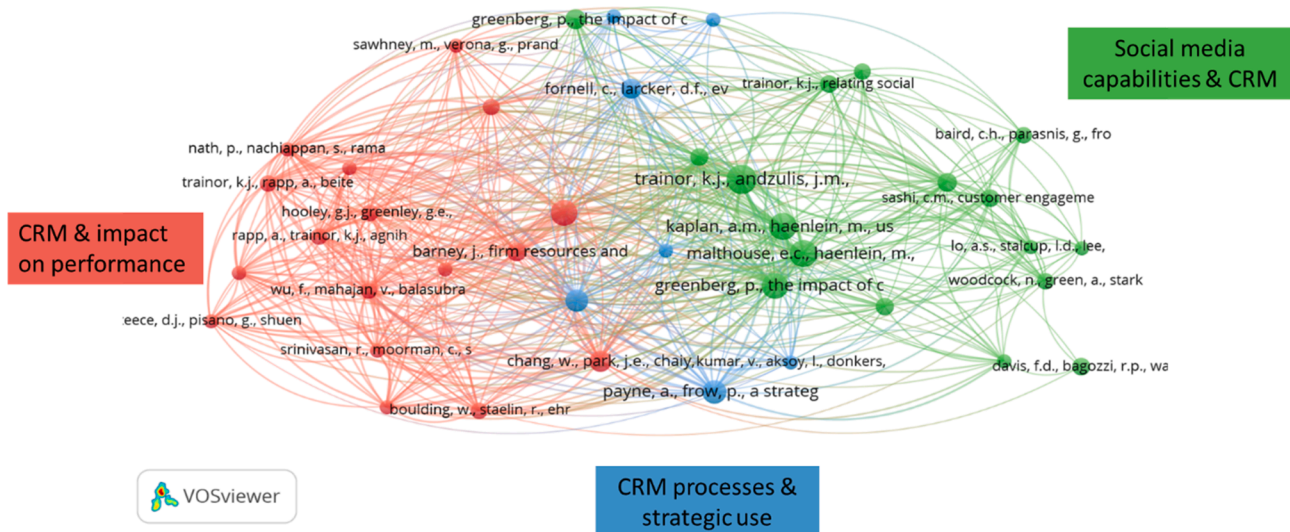 greenberg, p., the impact of c
Social media
capabilities & CRM
sawhney, m., verona, g., prand
fornell, c., larcker, d.f., ev
trainor, k.j., relating social
baird, c.h., parasnis, g., fro
nath, p., nachiappan, s., rama
trainor, k.j., rapp, a., beite
trainor, k.j., andzulis, j.m.,
sashi, c.m., customer engageme
hooley, g.j., greenley, g.e.,
kaplan, a.m., haenlein, m., us
CRM & impact
on performance
rapp, a., trainor, k.j., agnih
barney, j., firm resources and
malthouse, e.c., haenlein, m.,
lo, a.s., stalcup, l.d., lee,
wu, f., mahajan, v., balasubra
greenberg, p., the impact of c
woodcock, n., green, a., stark
eece, d.j., pisano, g., shuen
srinivasan, r., moorman, c., s
chang, w., park, j.e., chaiy, kumar, v., aksoy, l., donkers,
davis, f.d., bagozzi, r.p., wa
payne, a., frow, p., a strateg
boulding, w., staelin, r., ehr
VOSviewer
CRM processes &
strategic use